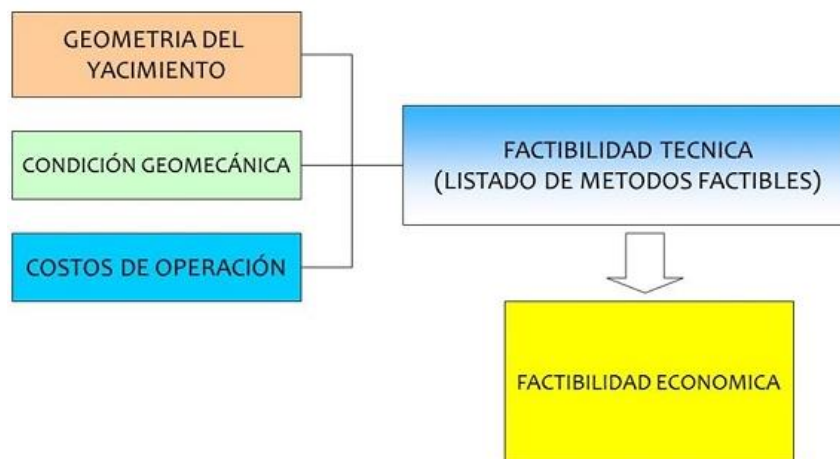 GEOMETRIA DEL
YACIMIENTO
CONDICIÓN GEOMECÁNICA
COSTOS DE OPERACIÓN
FACTIBILIDAD TECNICA
(LISTADO DE METODOS FACTIBLES)
FACTIBILIDAD ECONOMICA